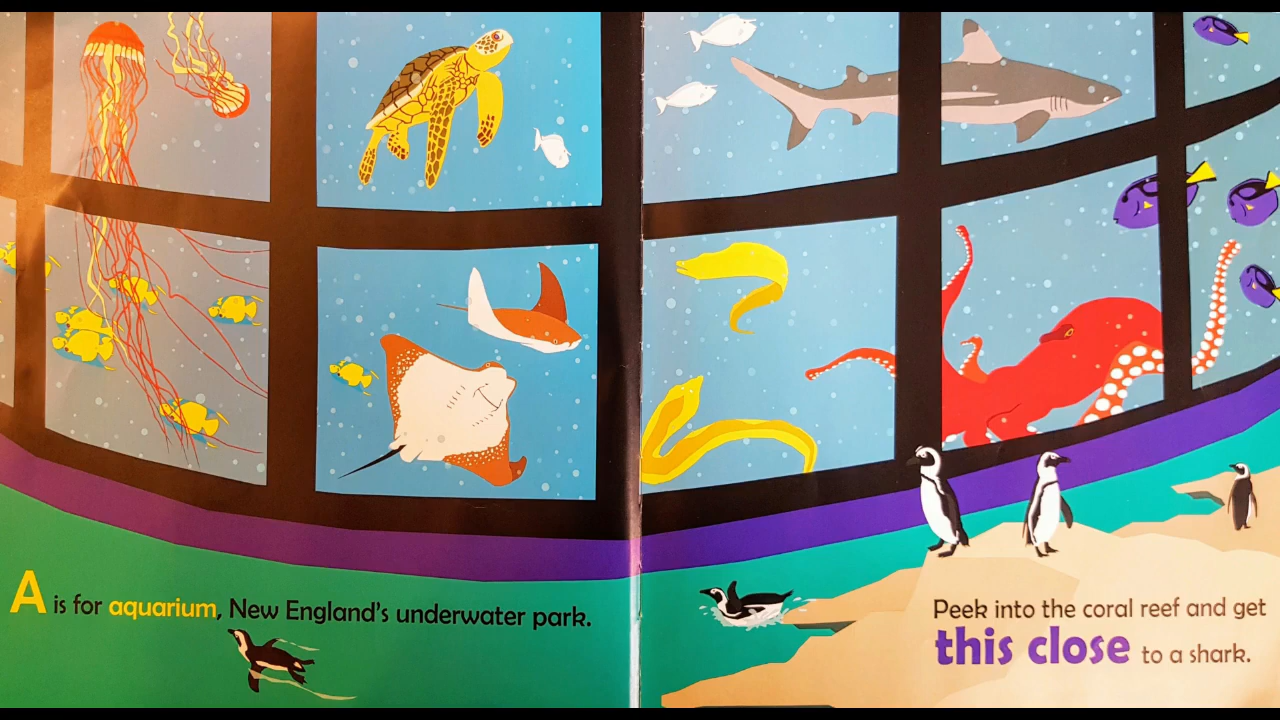 A is for aquarium, New England's underwater park.
Peek into the coral reef and get
this close to a shark.